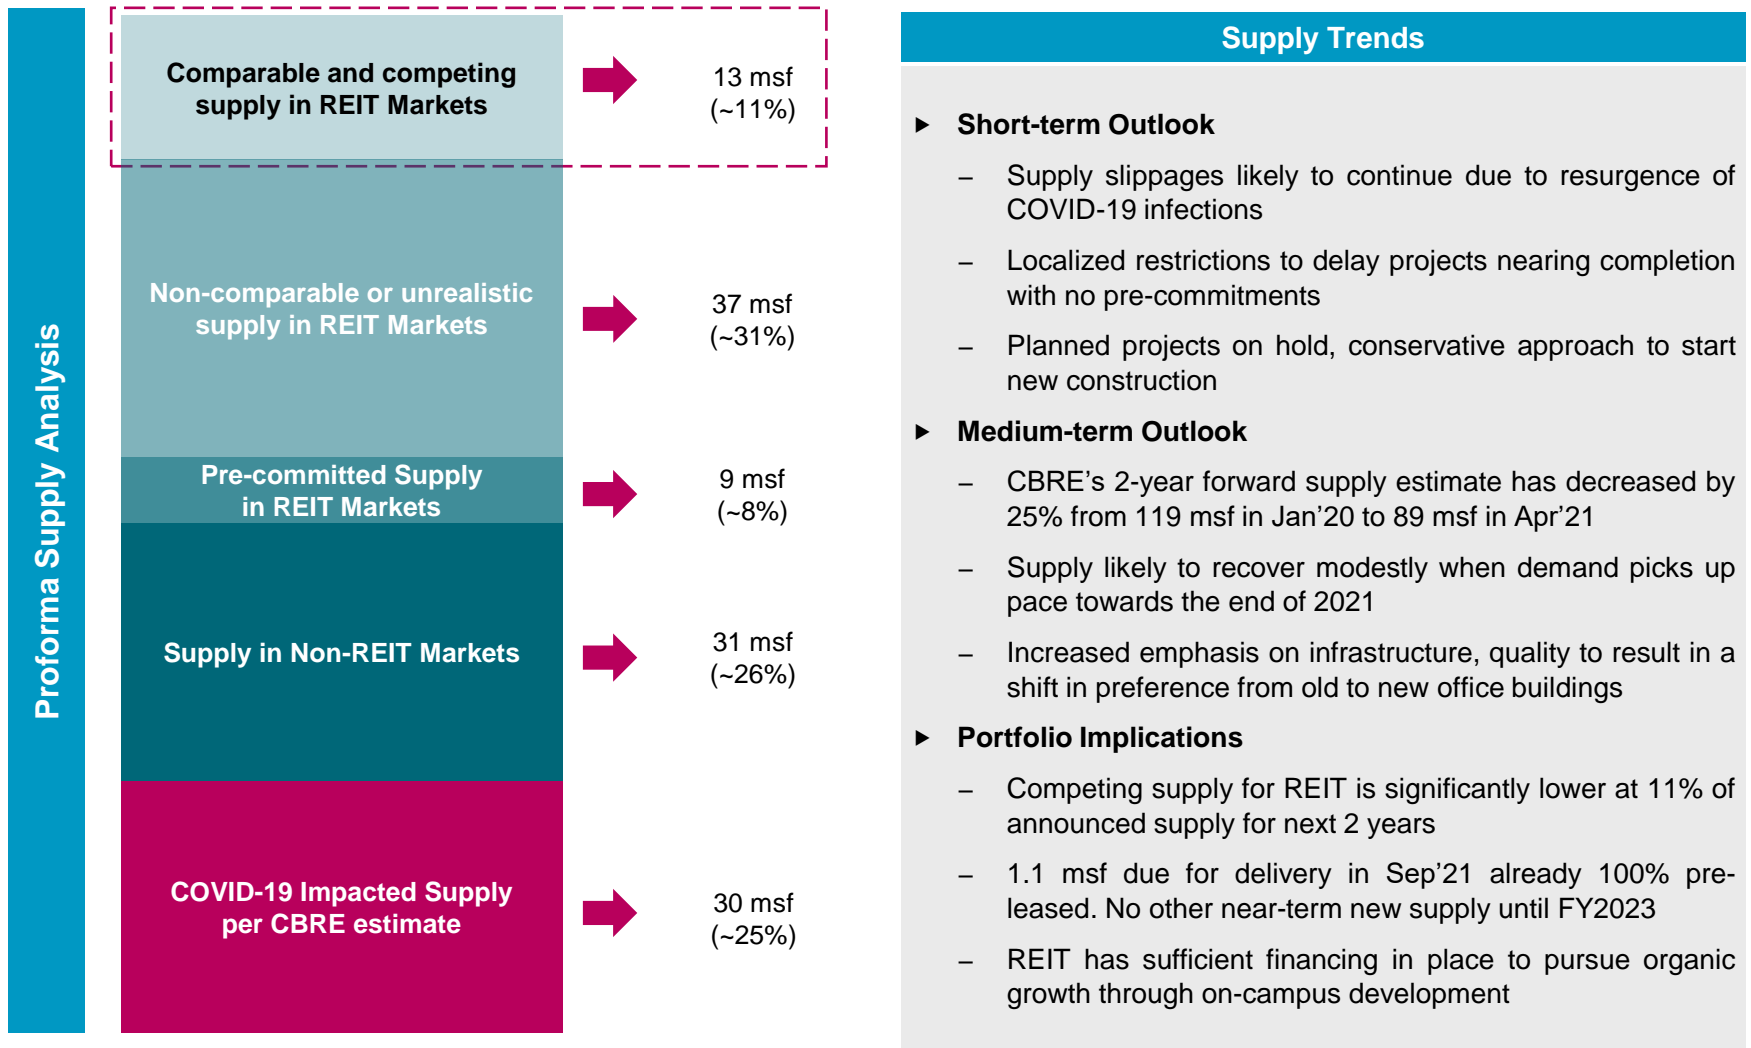 Proforma Supply Analysis
Comparable and competing
supply in REIT Markets
13 msf
(~11%)
Non-comparable or unrealistic
supply in REIT Markets
37 msf
(~31%)
Pre-committed Supply
in REIT Markets
9 msf
(~8%)
Supply in Non-REIT Markets
31 msf
(~26%)
COVID-19 Impacted Supply
per CBRE estimate
30 msf
(~25%)
Supply Trends
► Short-term Outlook
– Supply slippages likely to continue due to resurgence of
COVID-19 infections
– Localized restrictions to delay projects nearing completion
with no pre-commitments
– Planned projects on hold, conservative approach to start
new construction
► Medium-term Outlook
– CBRE’s 2-year forward supply estimate has decreased by
25% from 119 msf in Jan’20 to 89 msf in Apr’21
– Supply likely to recover modestly when demand picks up
pace towards the end of 2021
– Increased emphasis on infrastructure, quality to result in a
shift in preference from old to new office buildings
► Portfolio Implications
– Competing supply for REIT is significantly lower at 11% of
announced supply for next 2 years
– 1.1 msf due for delivery in Sep’21 already 100% pre-
leased. No other near-term new supply until FY2023
– REIT has sufficient financing in place to pursue organic
growth through on-campus development